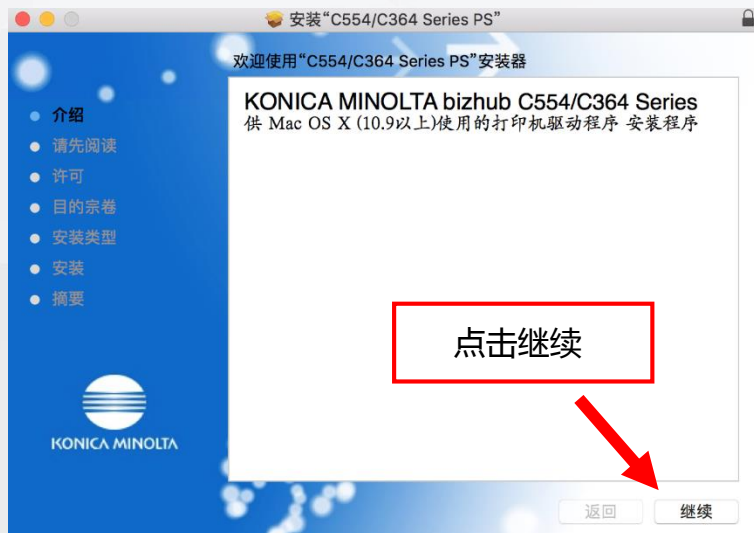 安装“C554/C364 Series PS”
欢迎使用“C554/C364 Series PS”安装器
介绍
请先阅读
许可
目的宗卷
安装类型
安装
摘要
KONICA MINOLTA bizhub C554/C364 Series
供 Mac OS X (10.9以上)使用的打印机驱动程序 安装程序
点击继续
KONICA MINOLTA
返回
继续